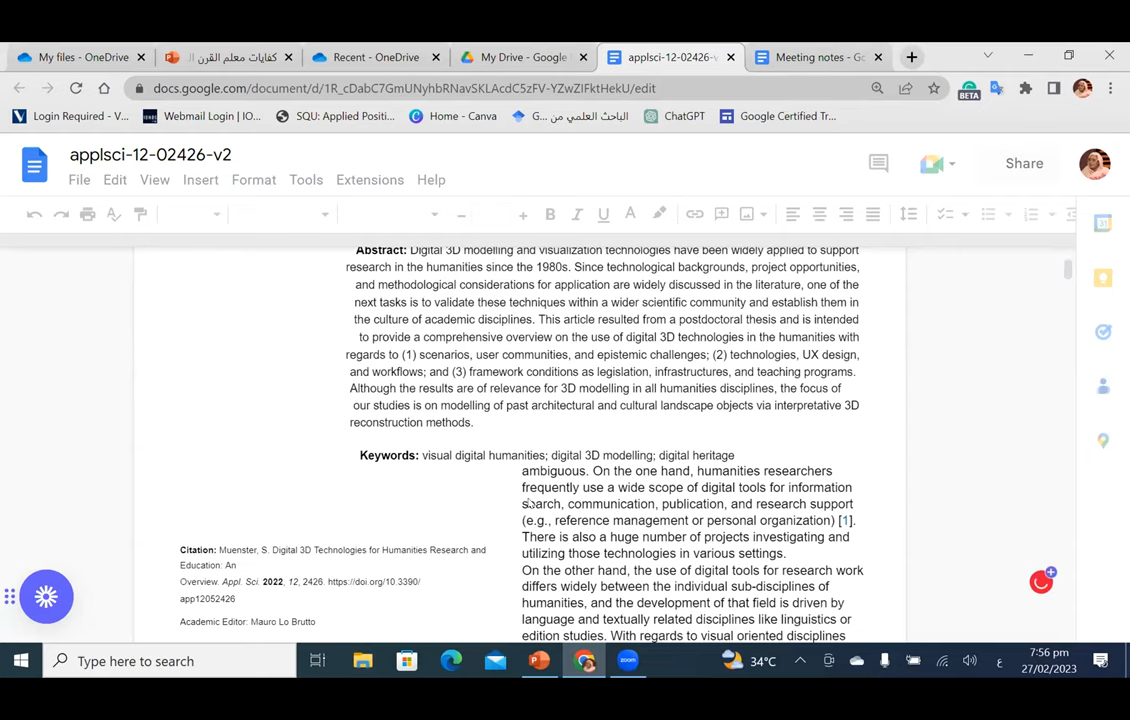 My files - OneDrive
كفايات معلم القرن ال
Recent - OneDrive
My Drive - Google
applsci-12-02426-v
Meeting notes - Go
docs.google.com/document/d/1R_cDabC7GmUNyhbRNavSKLAcdC5zFV-YZwZIFktHekU/edit
BETA
Login Required - V...
IONOS
Webmail Login | IO...
SQU: Applied Positi...
Home - Canva
الباحث العلمي من G...
ChatGPT
Google Certified Tr...
applsci-12-02426-v2
Share
File Edit View Insert Format Tools Extensions Help
Abstract: Digital 3D modelling and visualization technologies have been widely applied to support
research in the humanities since the 1980s. Since technological backgrounds, project opportunities,
and methodological considerations for application are widely discussed in the literature, one of the
next tasks is to validate these techniques within a wider scientific community and establish them in
the culture of academic disciplines. This article resulted from a postdoctoral thesis and is intended
to provide a comprehensive overview on the use of digital 3D technologies in the humanities with
regards to (1) scenarios, user communities, and epistemic challenges; (2) technologies, UX design,
and workflows; and (3) framework conditions as legislation, infrastructures, and teaching programs.
Although the results are of relevance for 3D modelling in all humanities disciplines, the focus of
our studies is on modelling of past architectural and cultural landscape objects via interpretative 3D
reconstruction methods.
Keywords: visual digital humanities; digital 3D modelling; digital heritage
ambiguous. On the one hand, humanities researchers
frequently use a wide scope of digital tools for information
search, communication, publication, and research support
(e.g., reference management or personal organization) [1].
There is also a huge number of projects investigating and
utilizing those technologies in various settings.
On the other hand, the use of digital tools for research work
differs widely between the individual sub-disciplines of
humanities, and the development of that field is driven by
language and textually related disciplines like linguistics or
edition studies. With regards to visual oriented disciplines
Citation: Muenster, S. Digital 3D Technologies for Humanities Research and
Education: An
Overview. Appl. Sci. 2022, 12, 2426. https://doi.org/10.3390/
app12052426
Academic Editor: Mauro Lo Brutto
Type here to search
34°C
ع
7:56 pm
27/02/2023